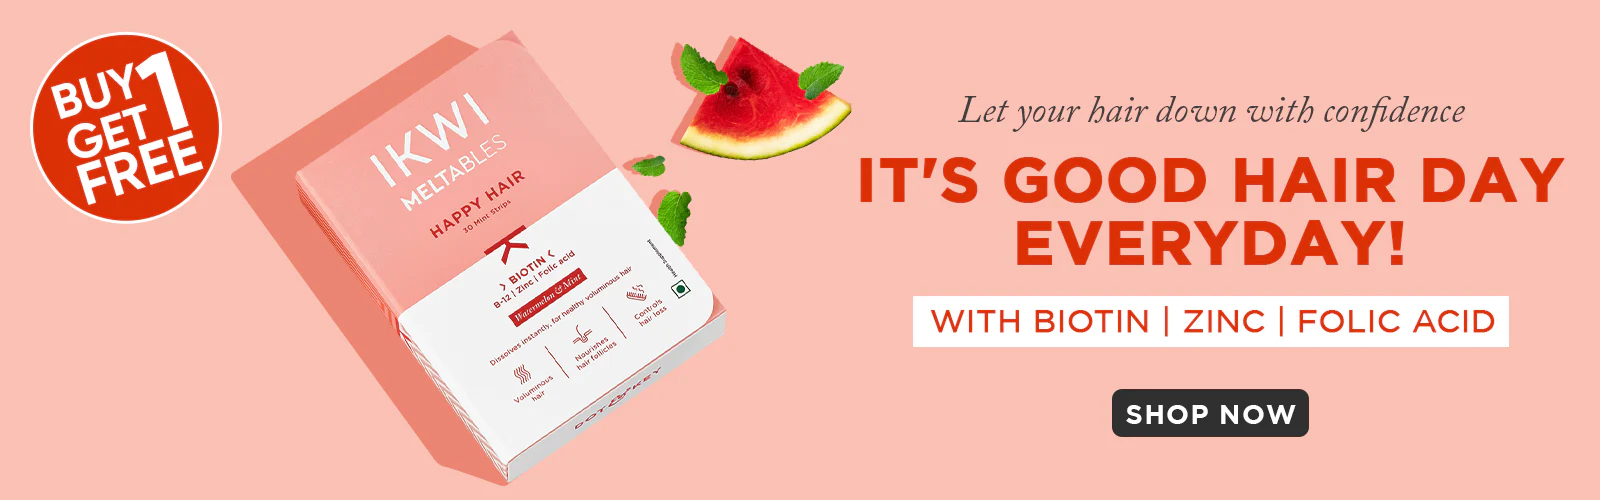 BUY 1
GET
FREE
IKWI
MELTABLES
HAPPY HAIR
30 Mint Strips
K
› BIOTIN ‹
B-12 | Zinc | Folic acid
Watermelon & Mint
Dissolves instantly, for healthy voluminous hair
Voluminous
hair
Nourishes
hair follicles
Controls
hair loss
Health Supplement
DOT & KEY
Let your hair down with confidence
IT'S GOOD HAIR DAY
EVERYDAY!
WITH BIOTIN | ZINC | FOLIC ACID
SHOP NOW